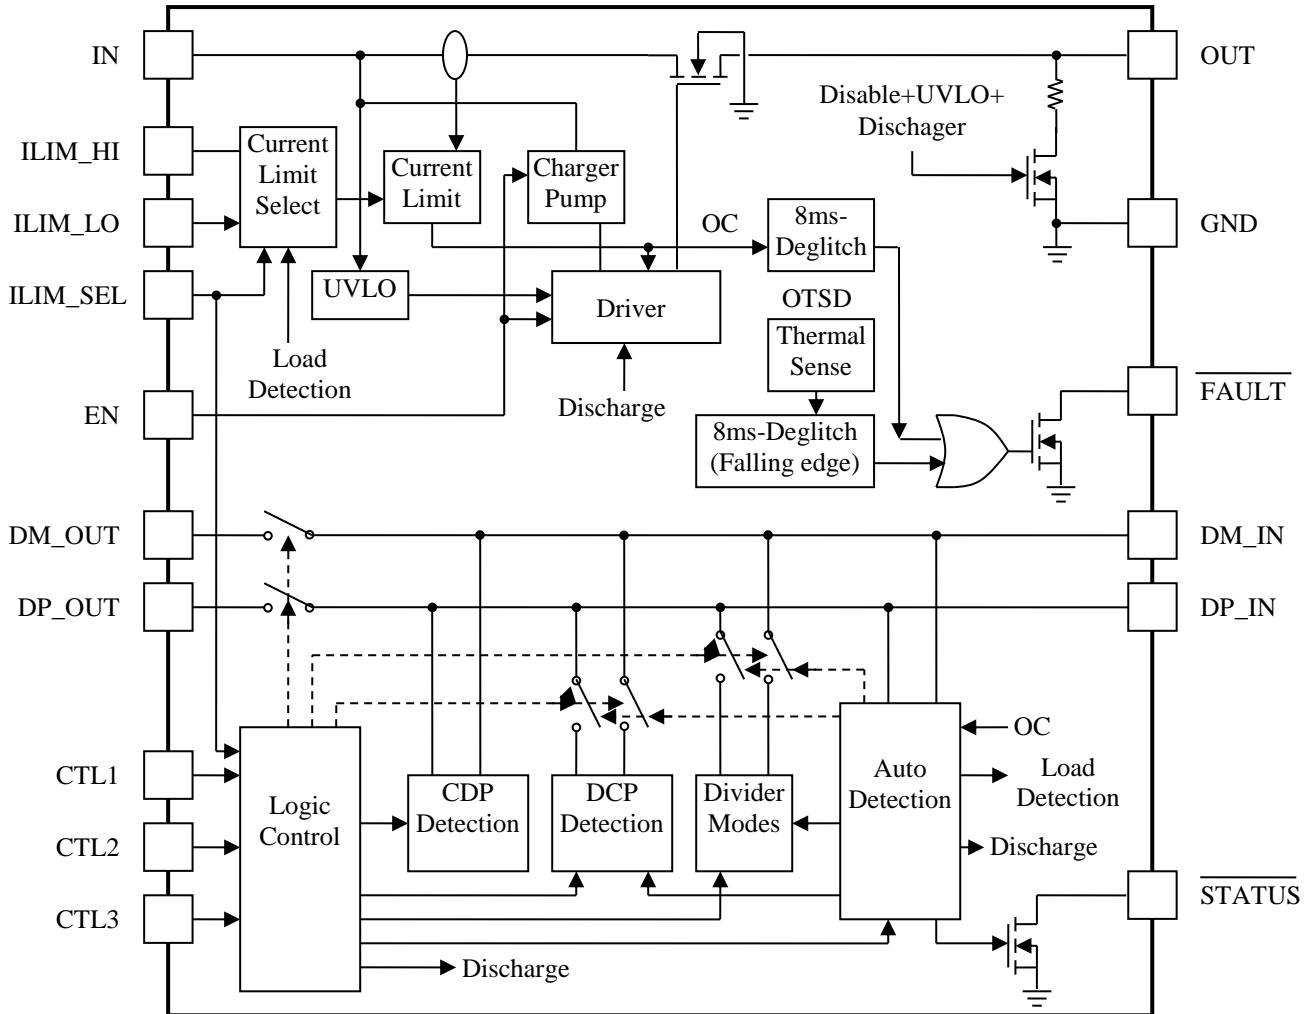 IN
OUT
Disable+UVLO+
Dischager
ILIM_HI
Current
Limit
Select
Current
Limit
Charger
Pump
ILIM_LO
OC
8ms-
Deglitch
GND
ILIM_SEL
UVLO
Driver
OTSD
Thermal
Sense
Load
Detection
EN
Discharge
FAULT
8ms-Deglitch
(Falling edge)
DM_OUT
DM_IN
DP_OUT
DP_IN
OC
CTL1
Logic
Control
CDP
Detection
DCP
Detection
Divider
Modes
Auto
Detection
Load
Detection
CTL2
Discharge
CTL3
STATUS
Discharge